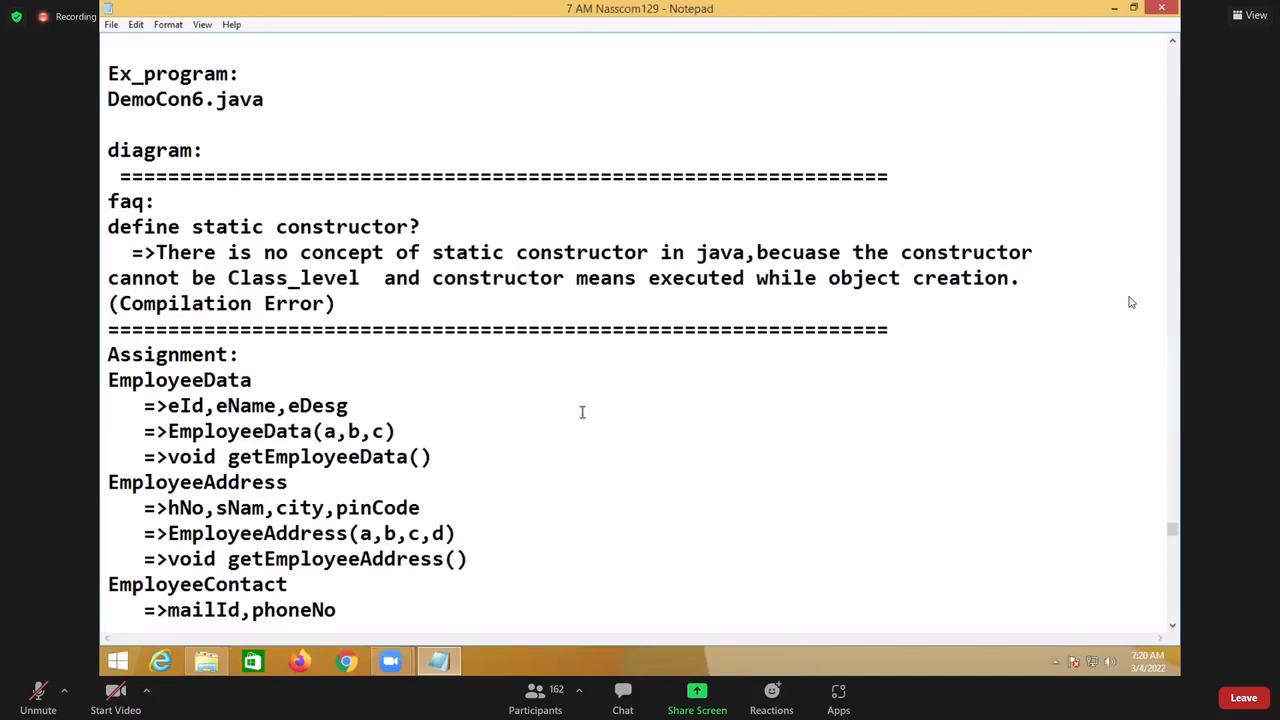 Recording
7 AM Nasscom129 - Notepad
View
File Edit Format View Help
Ex_program:
DemoCon6.java
diagram:
================================================================
faq:
define static constructor?
=>There is no concept of static constructor in java,becuase the constructor
cannot be Class_level and constructor means executed while object creation.
(Compilation Error)
=================================================================
Assignment:
EmployeeData
=>eId,eName,eDesg
=>EmployeeData(a,b,c)
=>void getEmployeeData()
EmployeeAddress
=>hNo,sNam,city,pinCode
=>EmployeeAddress(a,b,c,d)
=>void getEmployeeAddress()
EmployeeContact
=>mailId,phoneNo
7:20 AM
3/4/2022
162
Unmute Start Video Participants Chat Share Screen Reactions Apps Leave